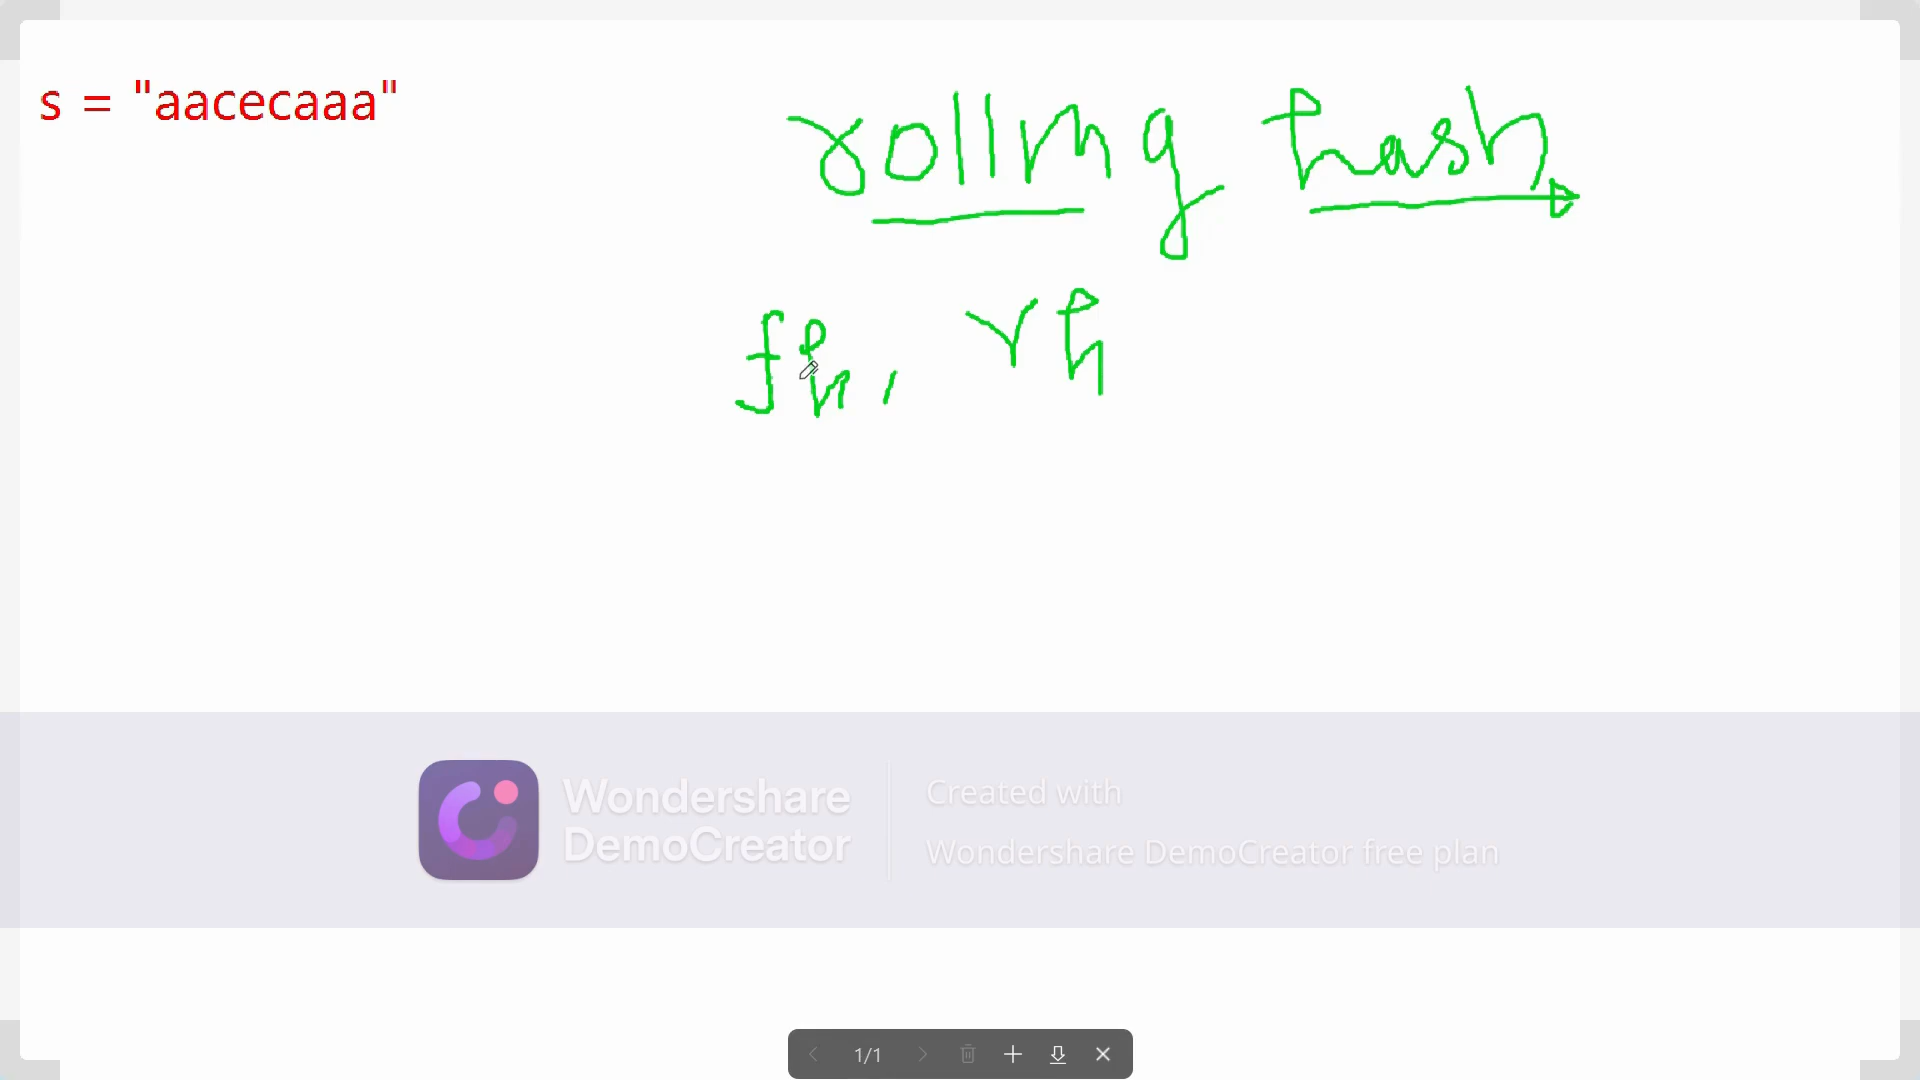 s = "aacecaaa"
rolling hash
fh, rh
Wondershare
DemoCreator
Created with
Wondershare DemoCreator free plan
1/1